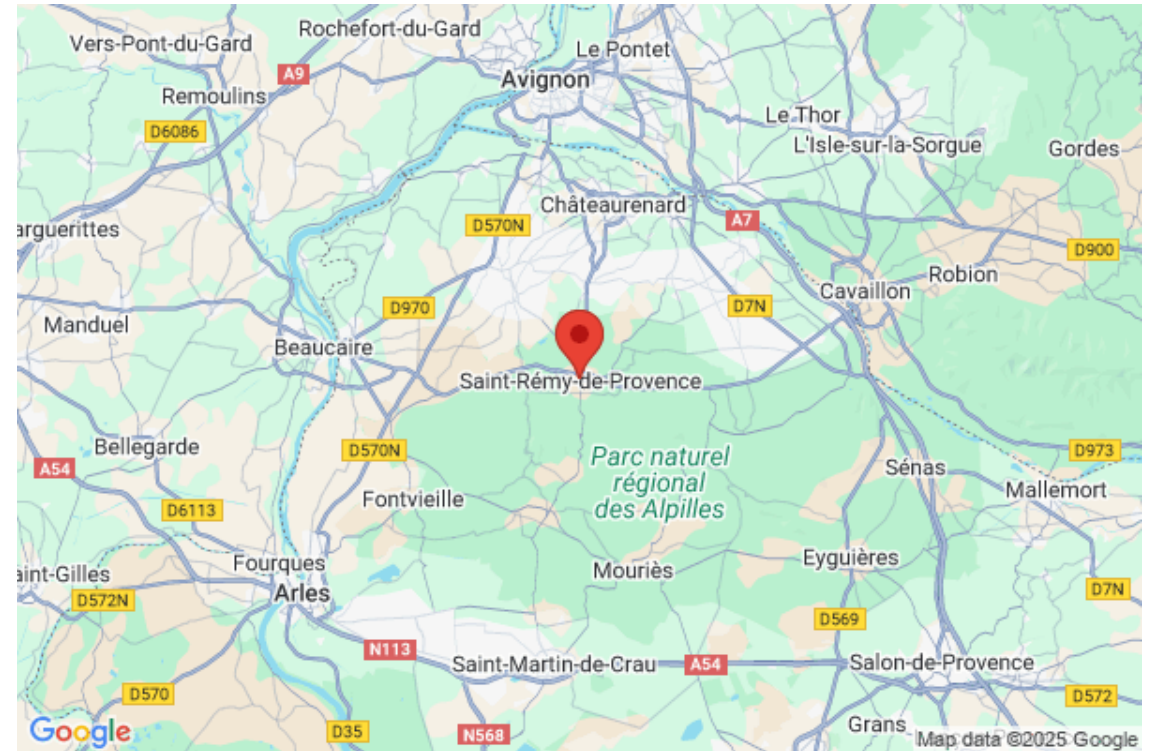 Rochefort-du-Gard
Vers-Pont-du-Gard
Le Pontet
A9
Avignon
Remoulins
Le Thor
D6086
L'Isle-sur-la-Sorgue
Gordes
Châteaurenard
arguerittes
D570N
A7
D900
Robion
Cavaillon
D970
D7N
Manduel
Beaucaire
Saint-Rémy-de-Provence
Bellegarde
D570N
D973
A54
Parc naturel
régional
des Alpilles
Sénas
Mallemort
Fontvieille
D6113
Eyguières
Fourques
Mouriès
aint-Gilles
Arles
D572N
D7N
D569
N113
Saint-Martin-de-Crau
A54
Salon-de-Provence
D570
D572
Google
D35
N568
Grans
Map data ©2025 Google